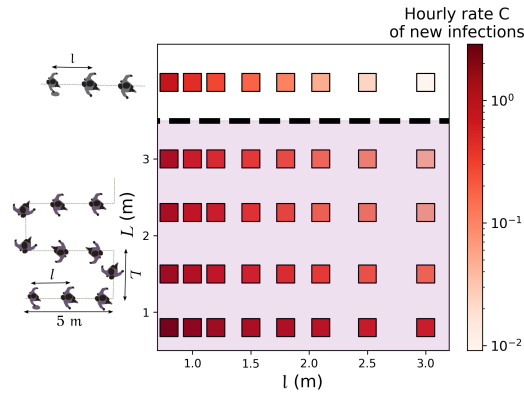 Hourly rate C
of new infections
l
10⁰
10⁻¹
10⁻²
3
2
1
L (m)
L
l
5 m
1.0 1.5 2.0 2.5 3.0
l (m)